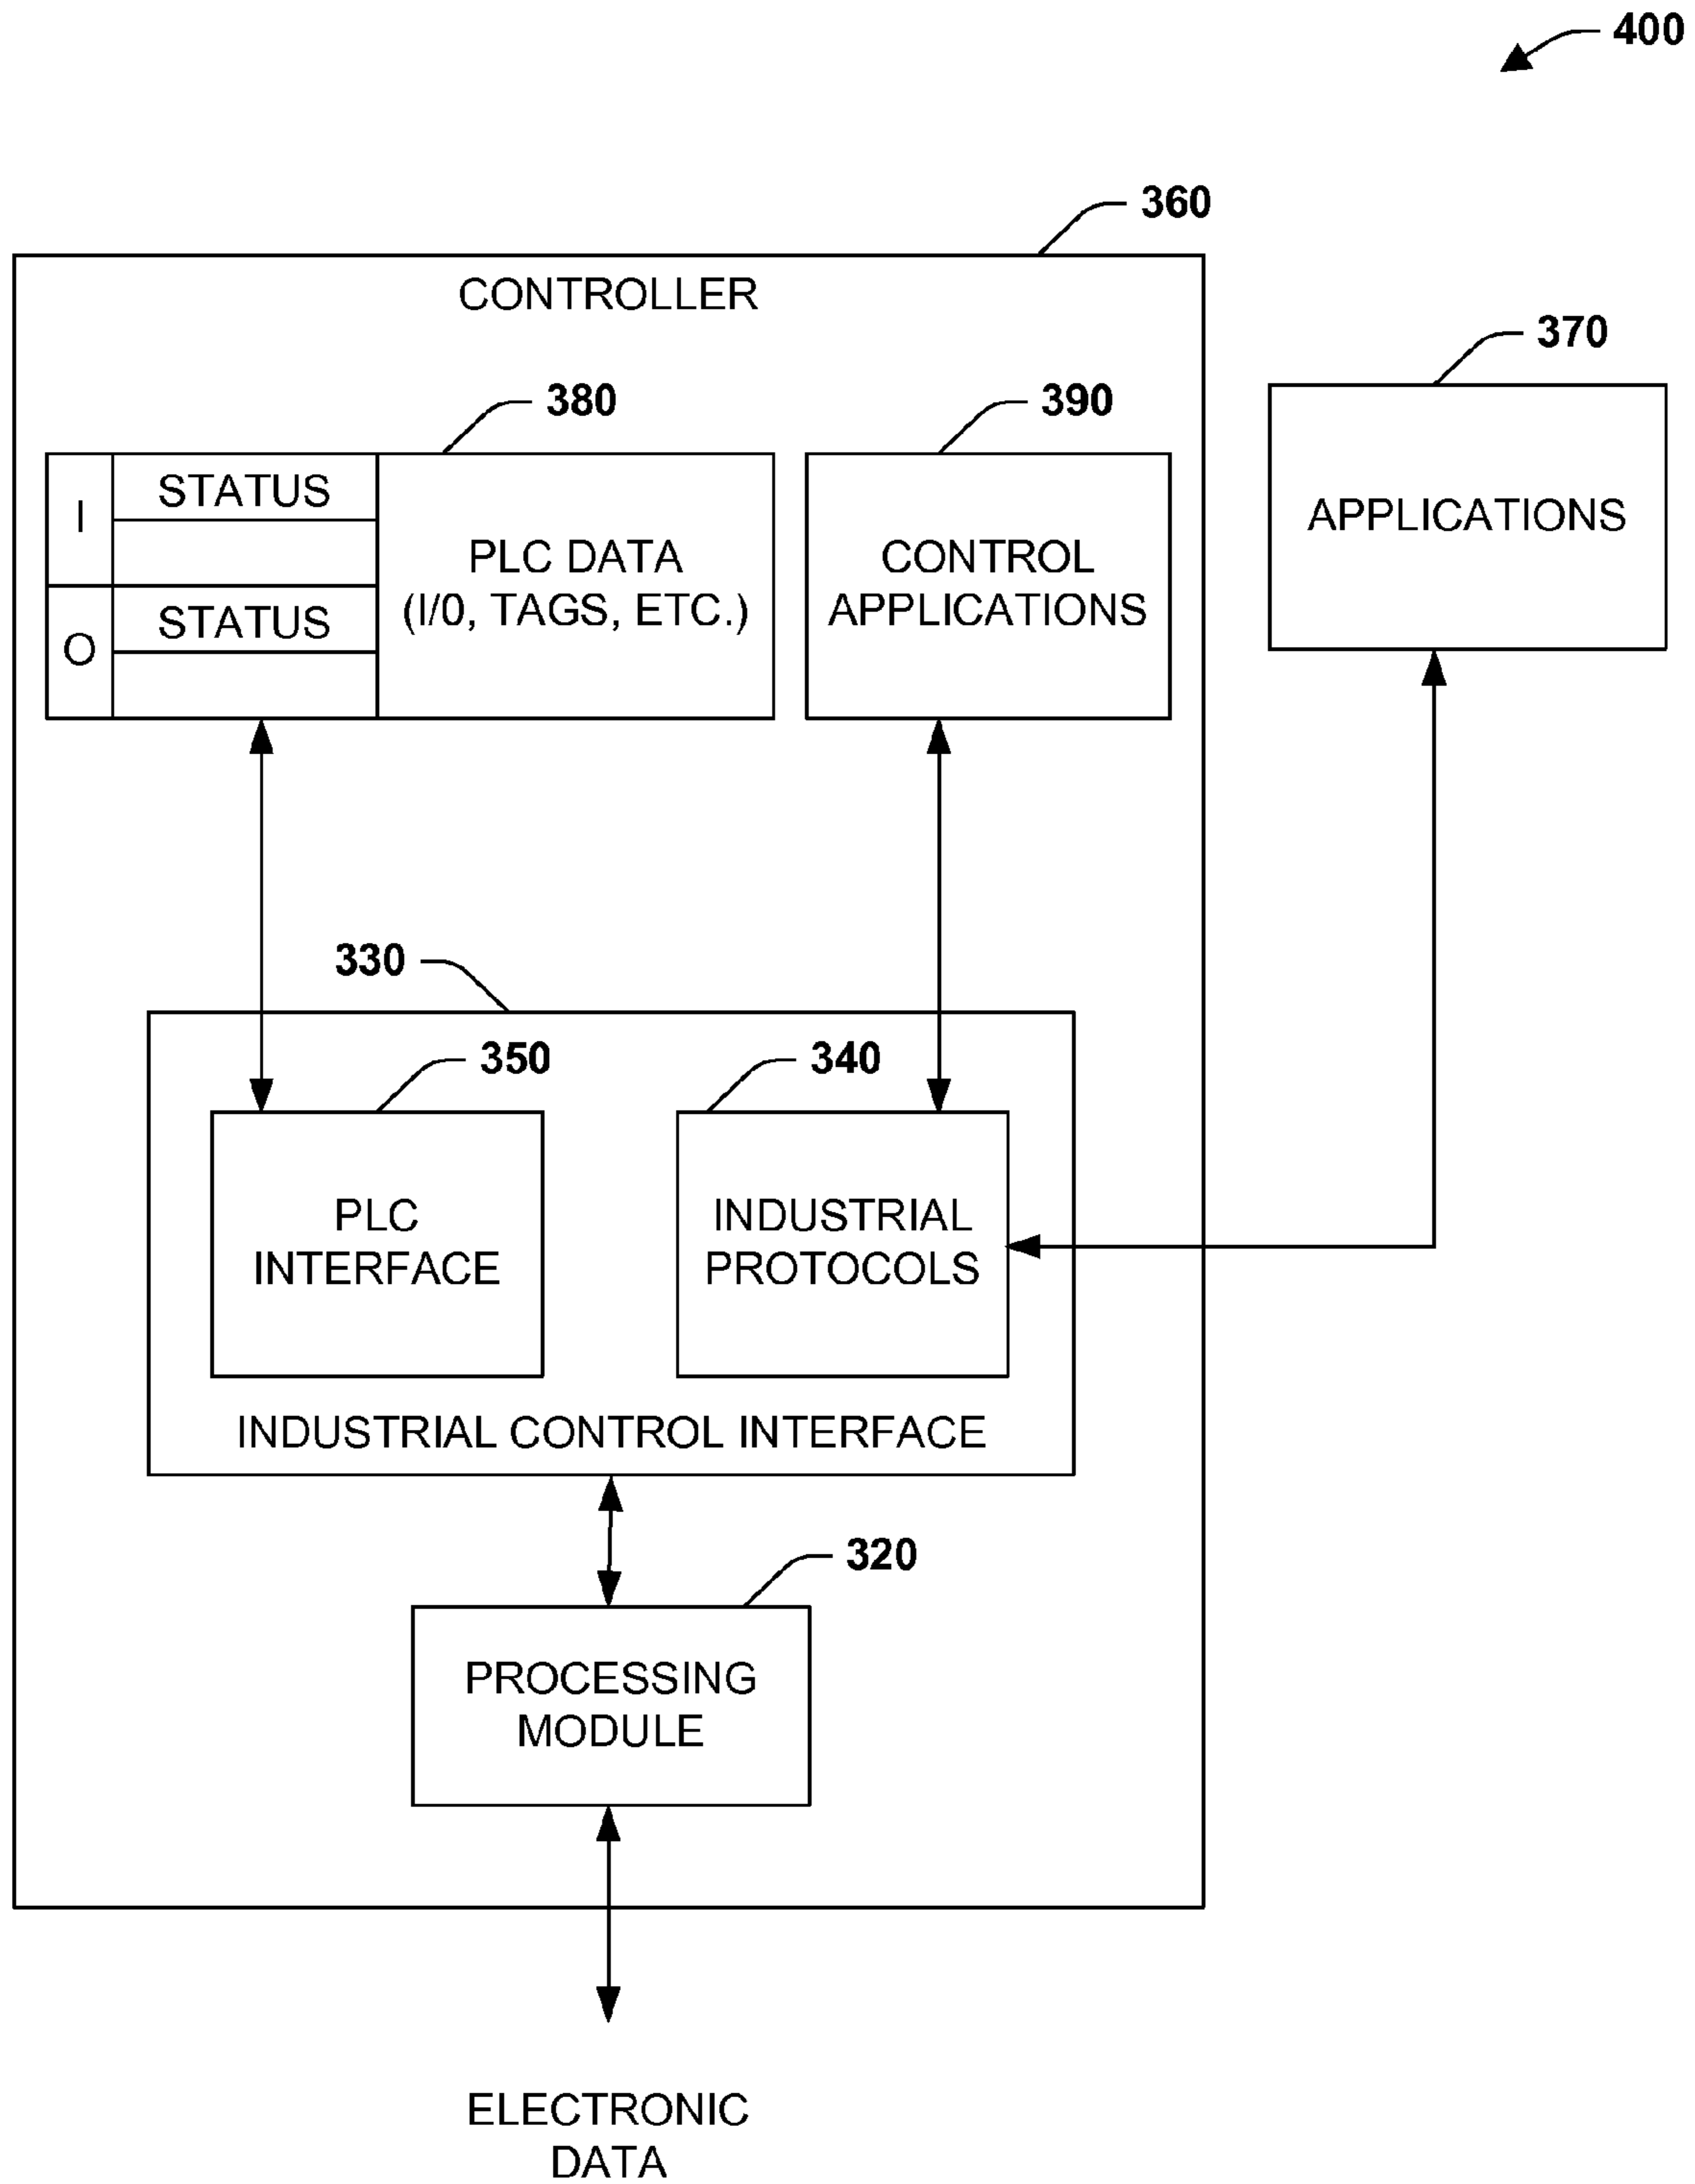 400
360
CONTROLLER
370
380
390
I
STATUS
O
STATUS
PLC DATA
(I/0, TAGS, ETC.)
CONTROL
APPLICATIONS
APPLICATIONS
330
350
340
PLC
INTERFACE
INDUSTRIAL
PROTOCOLS
INDUSTRIAL CONTROL INTERFACE
320
PROCESSING
MODULE
ELECTRONIC
DATA